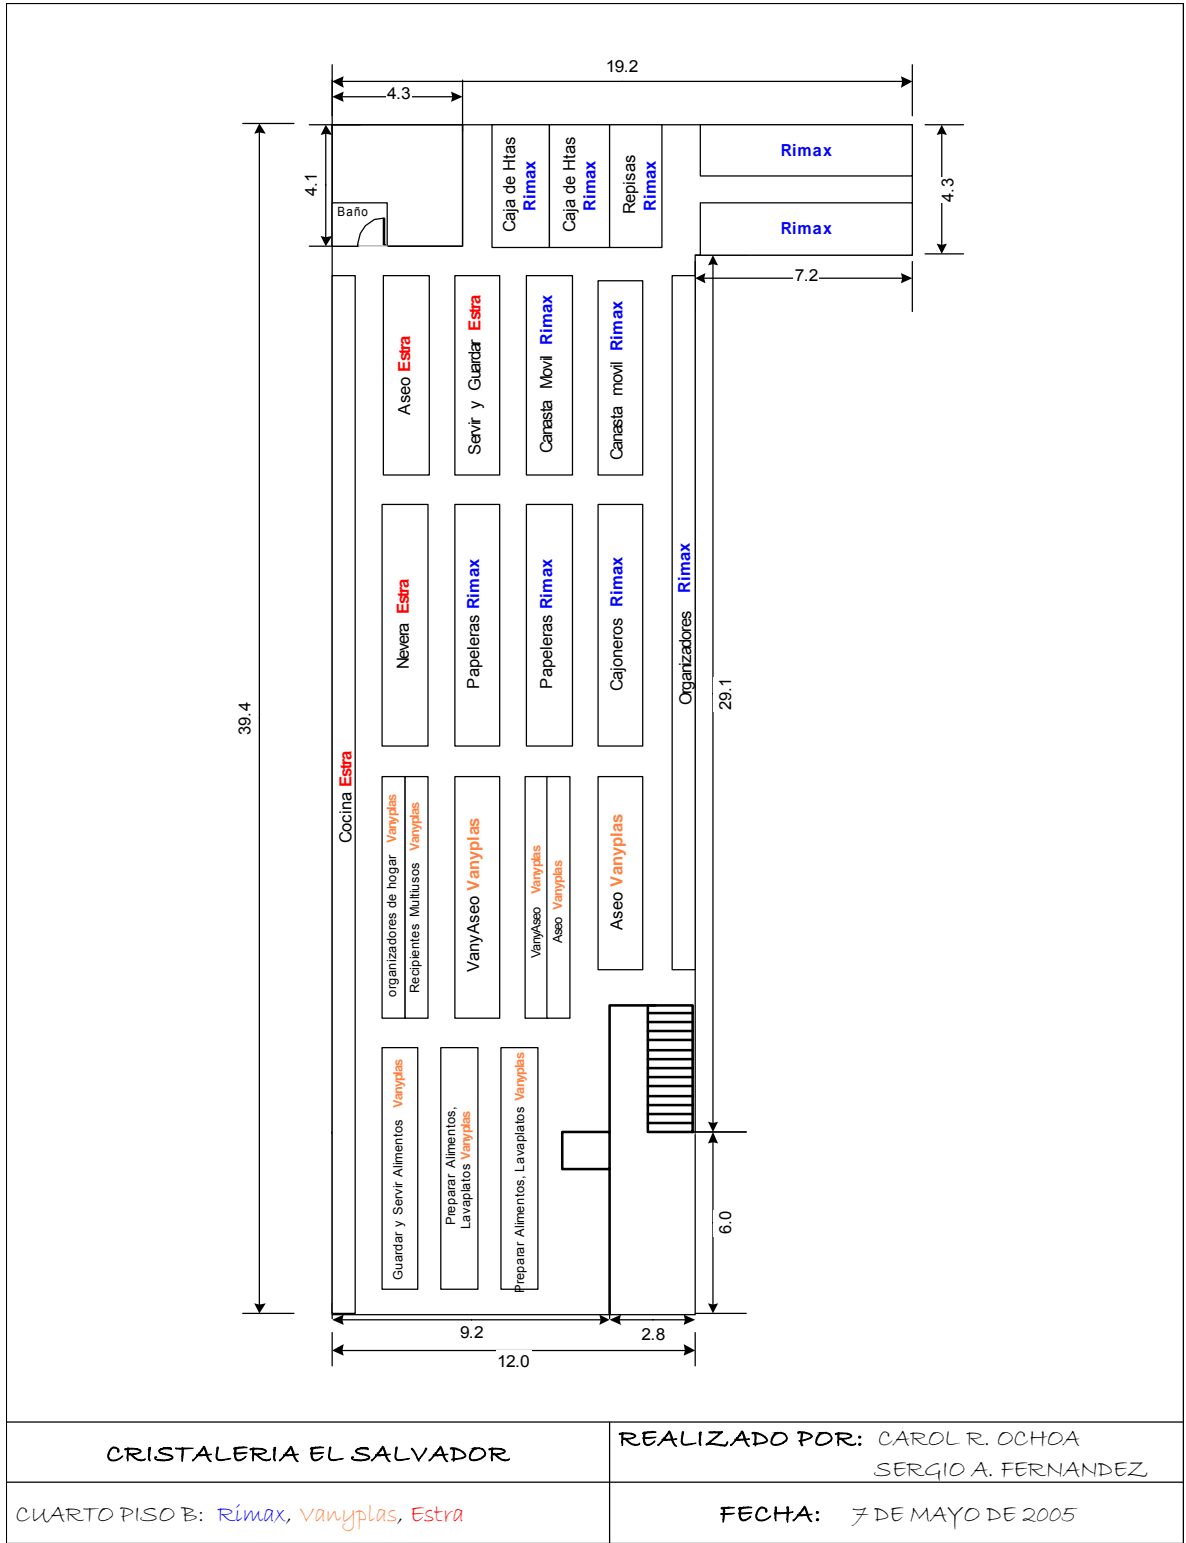 19.2
4.3
4.1
39.4
Baño
Caja de Htas
Rimax
Caja de Htas
Rimax
Repisas
Rimax
Rimax
Rimax
4.3
7.2
Aseo Estra
Servir y Guardar Estra
Canasta Movil Rimax
Canasta movil Rimax
Nevera Estra
Papeleras Rimax
Papeleras Rimax
Cajoneros Rimax
Organizadores Rimax
29.1
Cocina Estra
organizadores de hogar Vanyplas
Recipientes Multiusos Vanyplas
VanyAseo Vanyplas
VanyAseo Vanyplas
Aseo Vanyplas
Aseo Vanyplas
Guardar y Servir Alimentos Vanyplas
Preparar Alimentos,
Lavaplatos Vanyplas
Preparar Alimentos, Lavaplatos Vanyplas
6.0
9.2
2.8
12.0
CRISTALERIA EL SALVADOR
REALIZADO POR: CAROL R. OCHOA
SERGIO A. FERNANDEZ
CUARTO PISO B: Rimax, Vanyplas, Estra
FECHA: 7 DE MAYO DE 2005